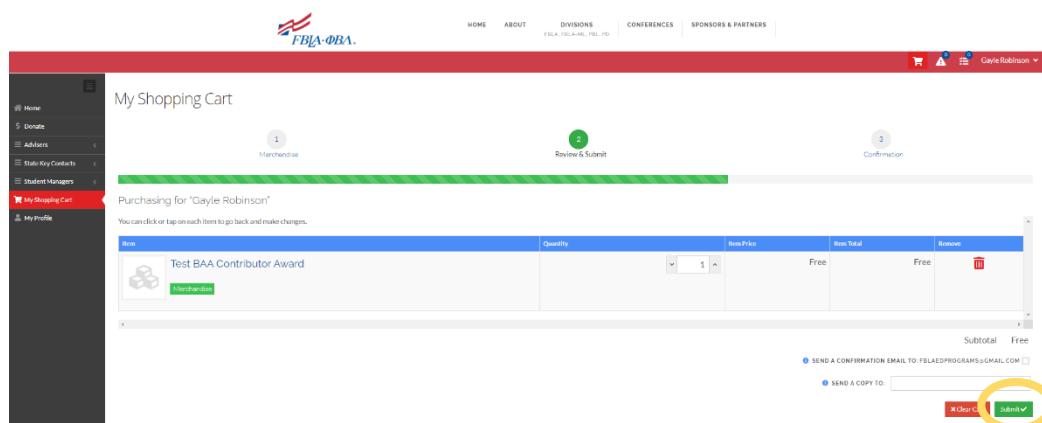 FBLA-ΦBΛ.
HOME ABOUT DIVISIONS CONFERENCES SPONSORS & PARTNERS
FBLA, FBLA-ML, PBL, PD
Gayle Robinson
Home
My Shopping Cart
$ Donate
Advisers
1 2 3
Merchandise Review & Submit Confirmation
State Key Contacts
Student Managers
My Shopping Cart
Purchasing for "Gayle Robinson"
My Profile
You can click or tap on each item to go back and make changes.
Item Quantity Item Price Item Total Remove
Test BAA Contributor Award 1 Free Free
Merchandise
Subtotal Free
SEND A CONFIRMATION EMAIL TO: FBLAEDPROGRAMS@GMAIL.COM
SEND A COPY TO:
Clear Submit